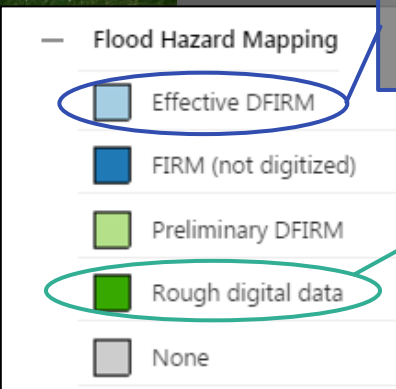 Flood Hazard Mapping
Effective DFIRM
FIRM (not digitized)
Preliminary DFIRM
Rough digital data
None